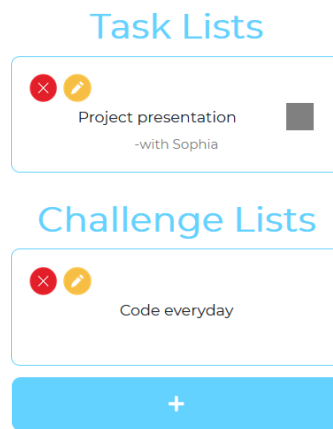 Task Lists
Project presentation
-with Sophia
Challenge Lists
Code everyday
+